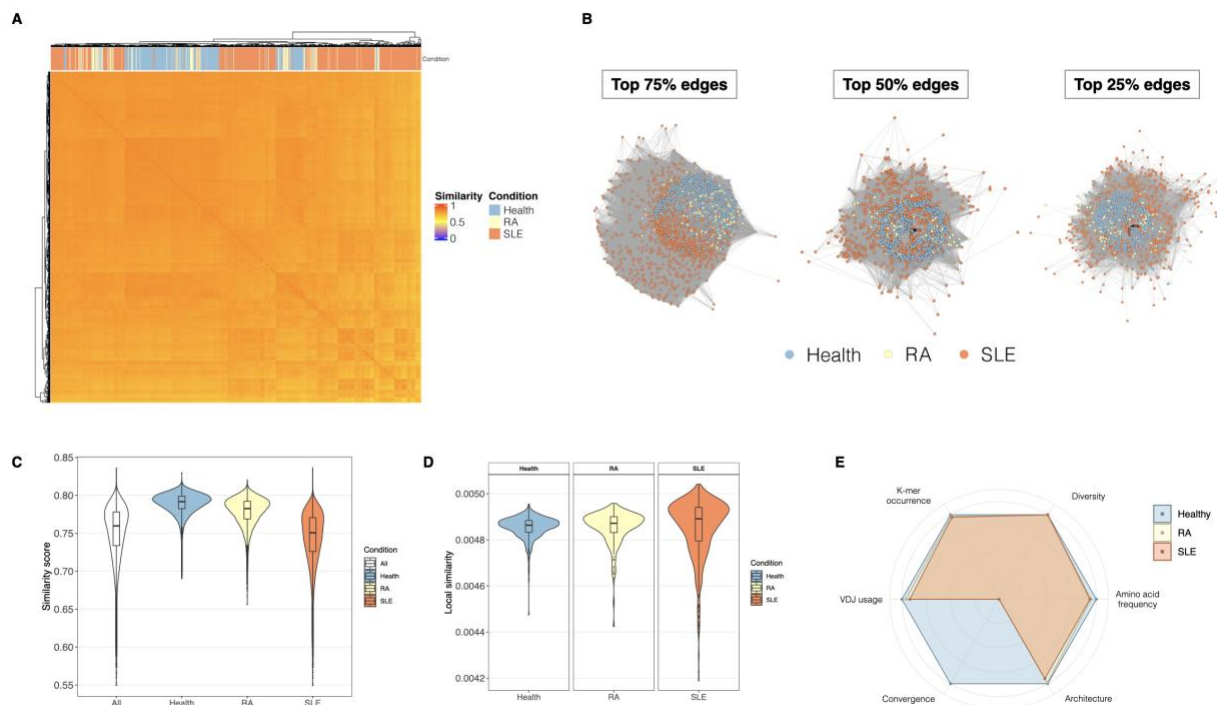 A
Condition
Similarity
1
0.5
0
Condition
Health
RA
SLE
B
Top 75% edges
Top 50% edges
Top 25% edges
Health
RA
SLE
C
Similarity score
0.85
0.80
0.75
0.70
0.65
0.60
0.55
All
Health
RA
SLE
Condition
All
Health
RA
SLE
D
Health
RA
SLE
Local similarity
0.0050
0.0048
0.0046
0.0044
0.0042
Health
RA
SLE
Condition
Health
RA
SLE
E
K-mer
occurrence
Diversity
VDJ usage
Amino acid
frequency
Convergence
Architecture
Healthy
RA
SLE